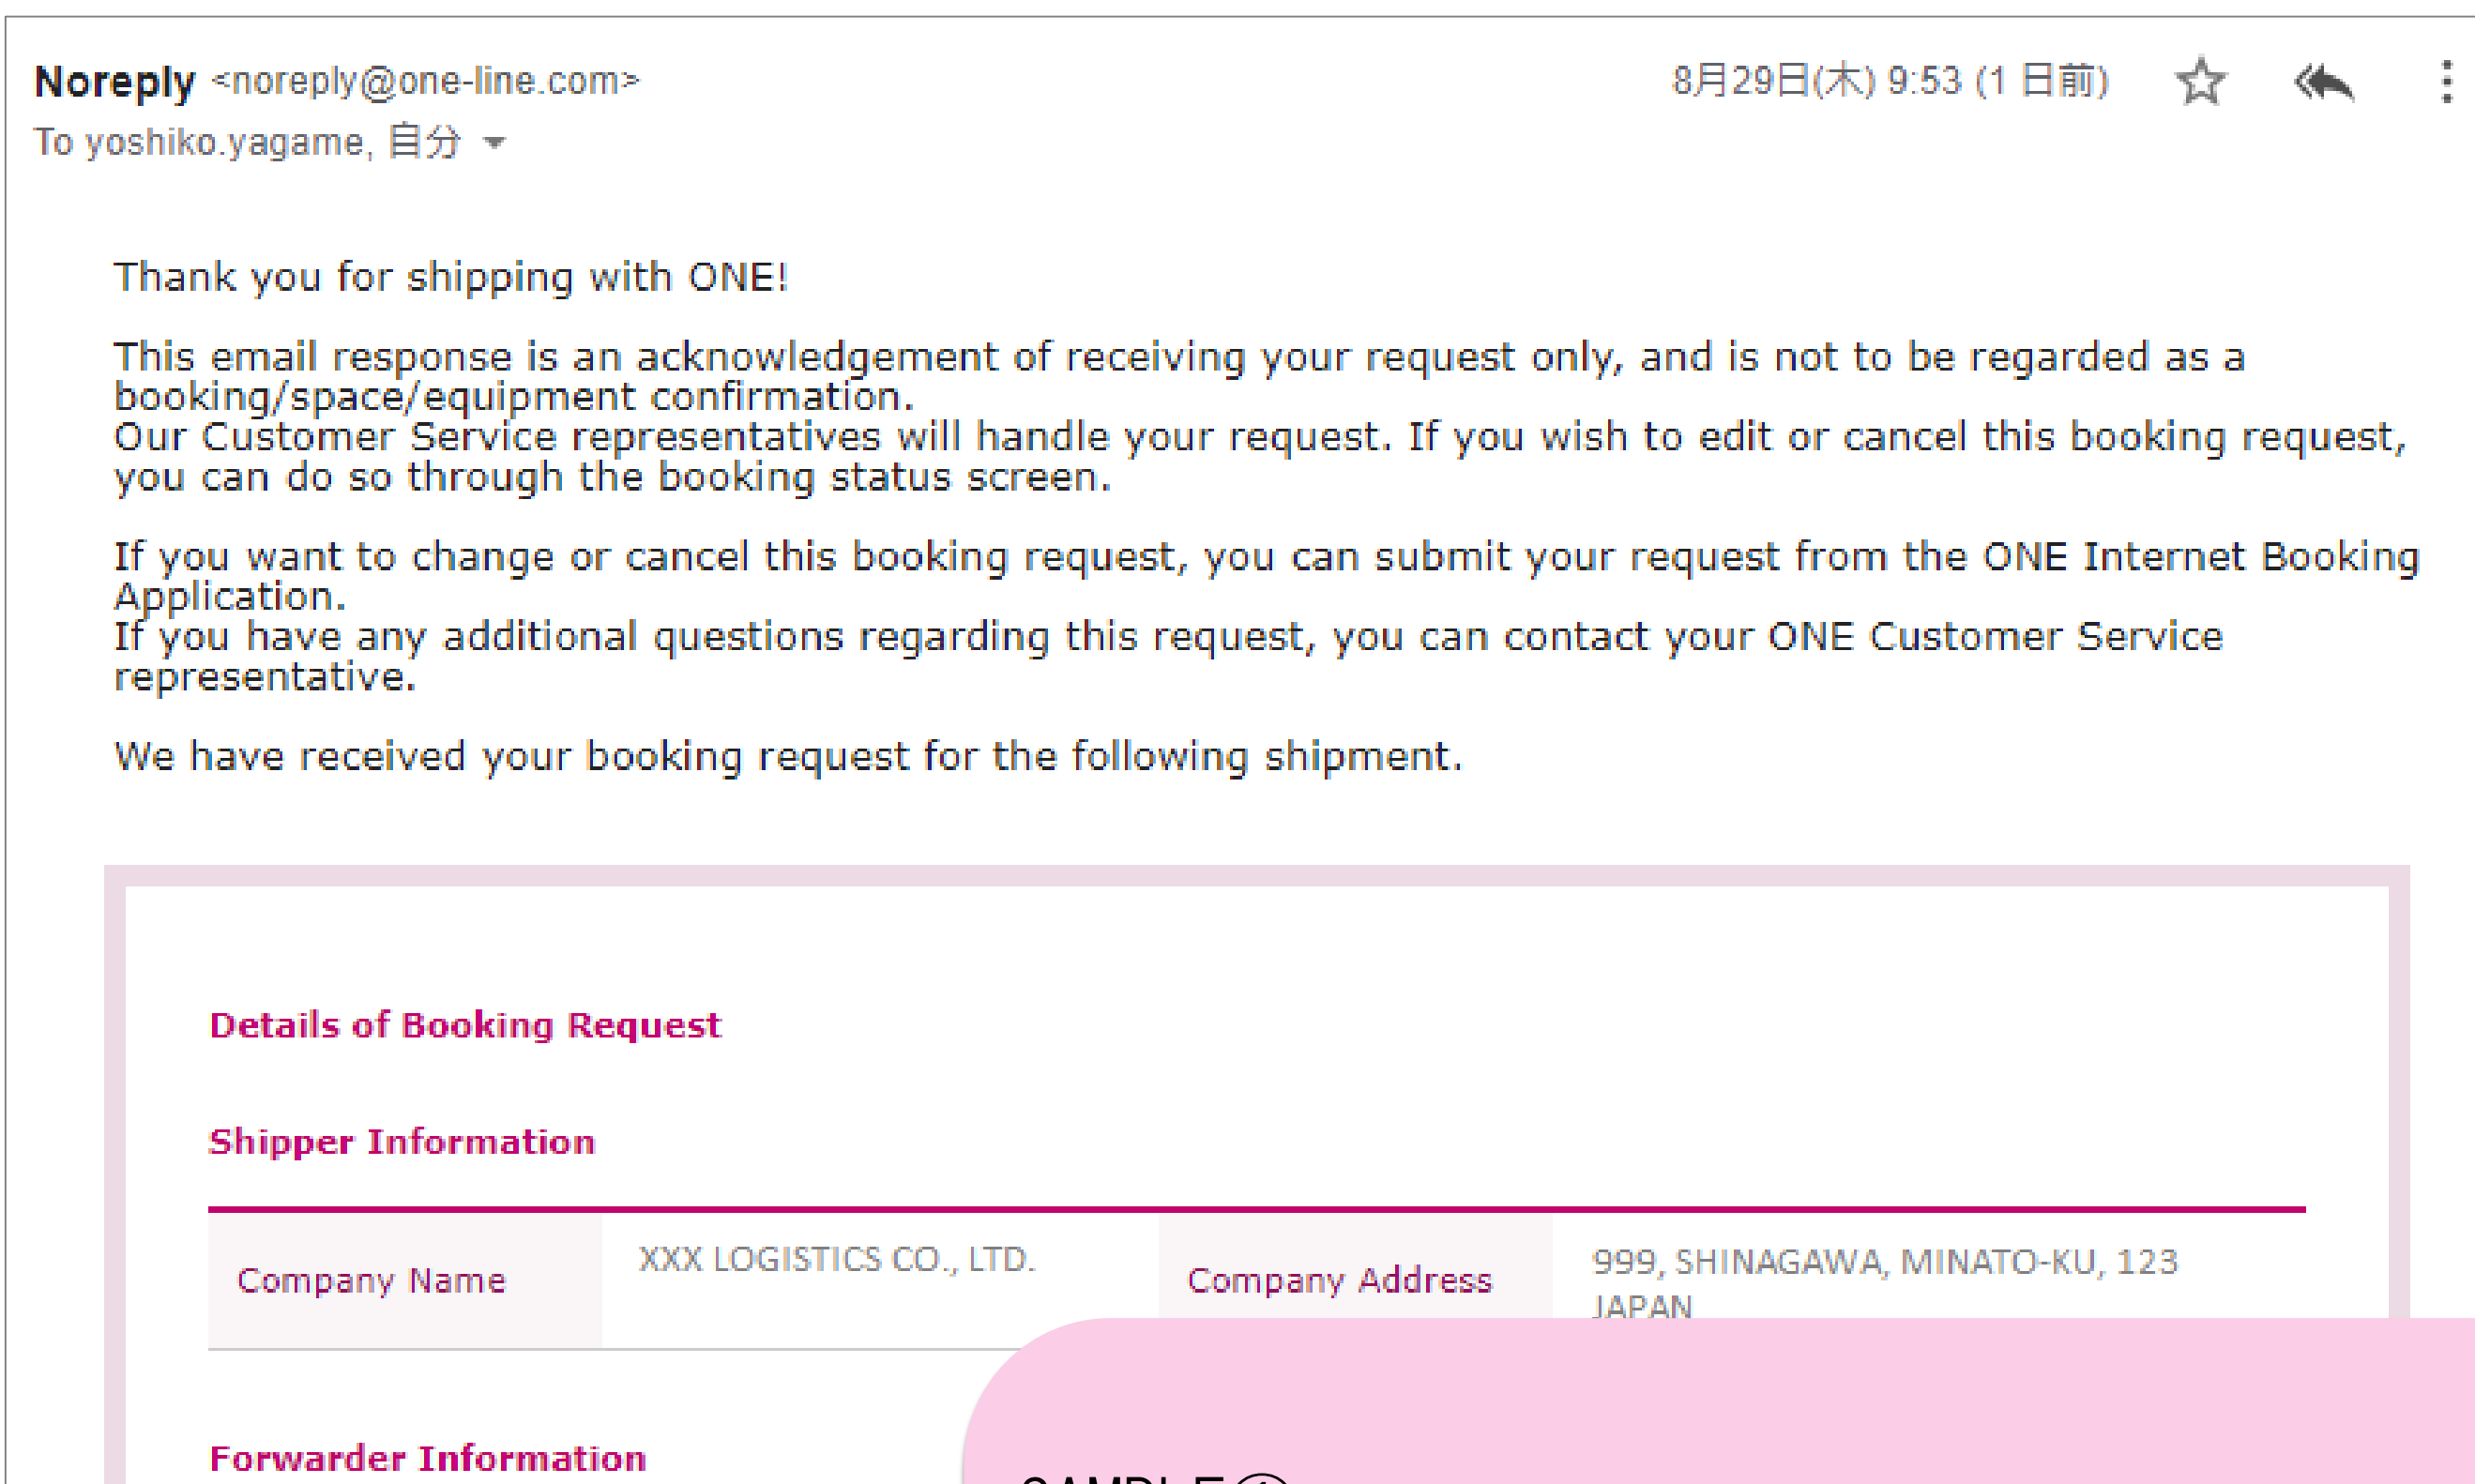 Noreply <noreply@one-line.com>
8月29日(木) 9:53 (1 日前)
To yoshiko.yagame, 自分
Thank you for shipping with ONE!
This email response is an acknowledgement of receiving your request only, and is not to be regarded as a
booking/space/equipment confirmation.
Our Customer Service representatives will handle your request. If you wish to edit or cancel this booking request,
you can do so through the booking status screen.
If you want to change or cancel this booking request, you can submit your request from the ONE Internet Booking
Application.
If you have any additional questions regarding this request, you can contact your ONE Customer Service
representative.
We have received your booking request for the following shipment.
Details of Booking Request
Shipper Information
Company Name
XXX LOGISTICS CO., LTD.
Company Address
999, SHINAGAWA, MINATO-KU, 123
JAPAN
Forwarder Information
SAMPLE